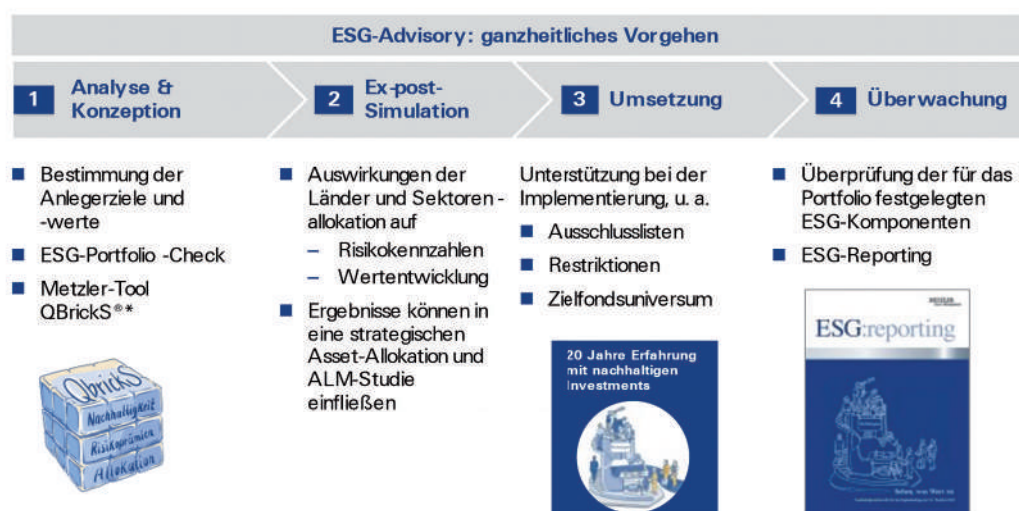 ESG-Advisory: ganzheitliches Vorgehen
1 Analyse &
Konzeption
2 Ex-post-
Simulation
3 Umsetzung
4 Überwachung
■ Bestimmung der
Anlegerziele und
-werte
■ ESG-Portfolio -Check
■ Metzler-Tool
QBrickS®*
QbrickS
Nachhaltigkeit
Risikoprämien
Allokation
■ Auswirkungen der
Länder und Sektoren-
allokation auf
– Risikokennzahlen
– Wertentwicklung
■ Ergebnisse können in
eine strategischen
Asset-Allokation und
ALM-Studie
einfließen
Unterstützung bei der
Implementierung, u. a.
■ Ausschlusslisten
■ Restriktionen
■ Zielfondsuniversum
20 Jahre Erfahrung
mit nachhaltigen
Investments
■ Überprüfung der für das
Portfolio festgelegten
ESG-Komponenten
■ ESG-Reporting
ESG:reporting